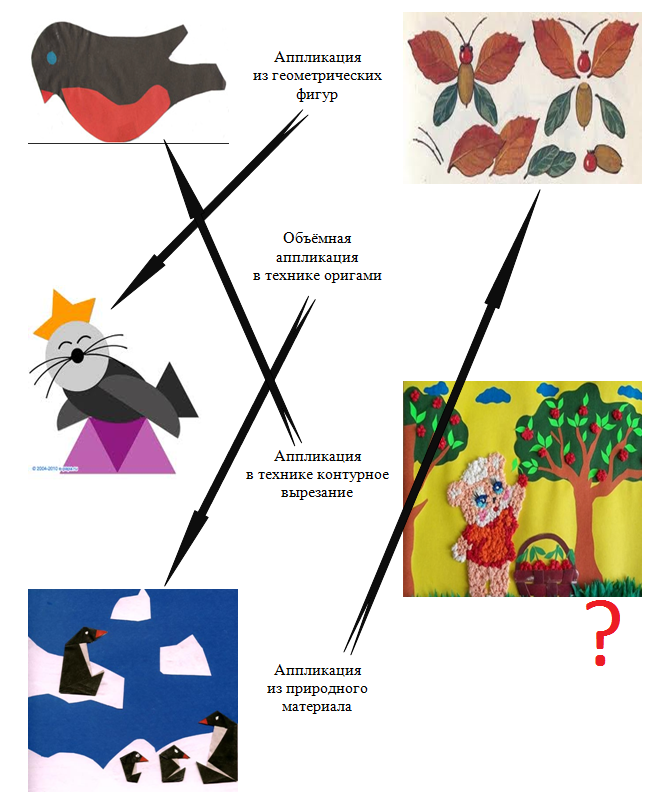 Аппликация
из геометрических
фигур
Объёмная
аппликация
в технике оригами
Аппликация
в технике контурное
вырезание
?
Аппликация
из природного
материала